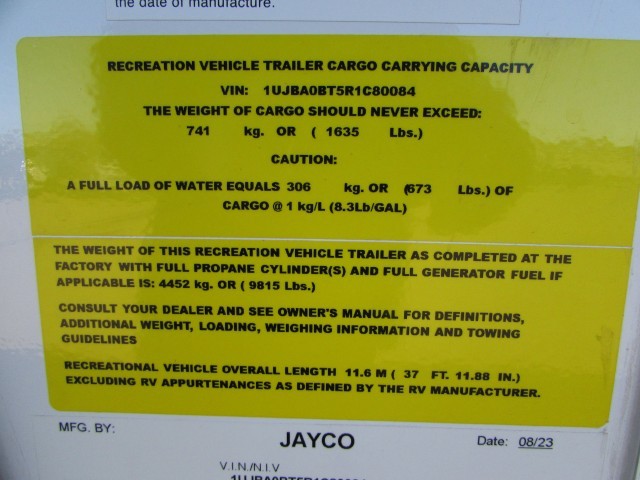 the date of manufacture.
RECREATION VEHICLE TRAILER CARGO CARRYING CAPACITY
VIN: 1UJBA0BT5R1C80084
THE WEIGHT OF CARGO SHOULD NEVER EXCEED:
741 kg. OR ( 1635 Lbs.)
CAUTION:
A FULL LOAD OF WATER EQUALS 306 kg. OR (673 Lbs.) OF
CARGO @ 1 kg/L (8.3Lb/GAL)
THE WEIGHT OF THIS RECREATION VEHICLE TRAILER AS COMPLETED AT THE
FACTORY WITH FULL PROPANE CYLINDER(S) AND FULL GENERATOR FUEL IF
APPLICABLE IS: 4452 kg. OR ( 9815 Lbs.)
CONSULT YOUR DEALER AND SEE OWNER'S MANUAL FOR DEFINITIONS,
ADDITIONAL WEIGHT, LOADING, WEIGHING INFORMATION AND TOWING
GUIDELINES
RECREATIONAL VEHICLE OVERALL LENGTH 11.6 M ( 37 FT. 11.88 IN.)
EXCLUDING RV APPURTENANCES AS DEFINED BY THE RV MANUFACTURER.
MFG. BY: JAYCO Date: 08/23
V.I.N./N.I.V